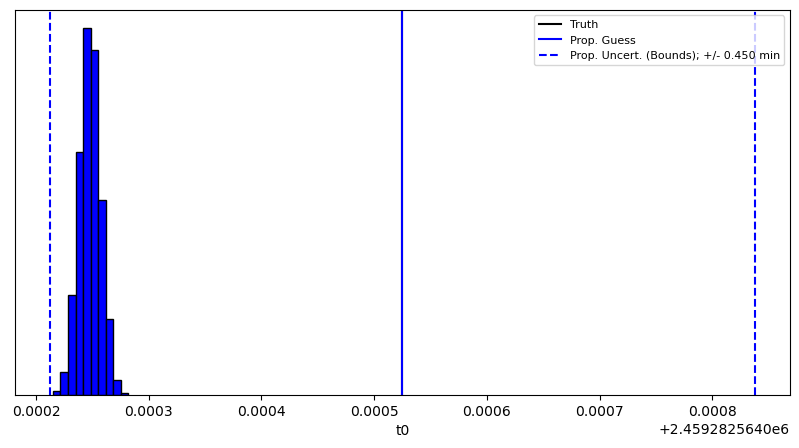 Truth
Prop. Guess
Prop. Uncert. (Bounds); +/- 0.450 min
0.0002 0.0003 0.0004 0.0005 0.0006 0.0007 0.0008
t0
+2.4592825640e6